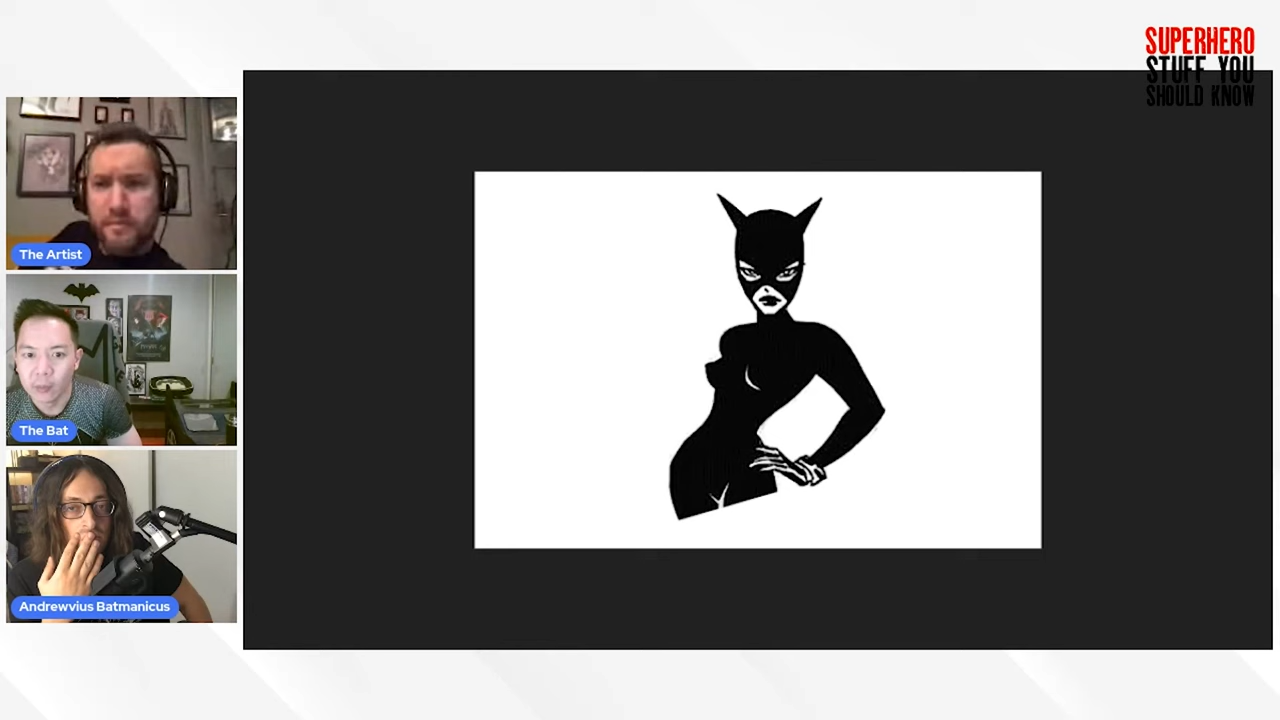 SUPERHERO
STUFF YOU
SHOULD KNOW
The Artist
The Bat
Andrewvius Batmanicus